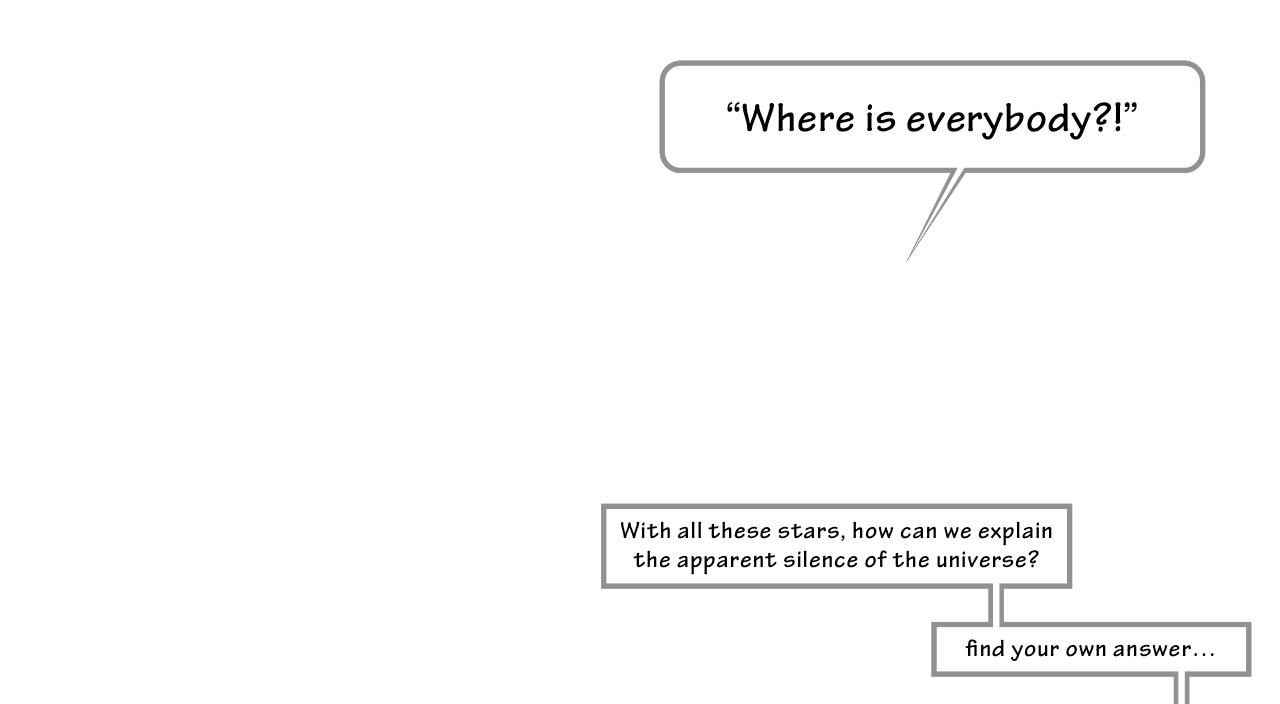 “Where is everybody?!”
With all these stars, how can we explain
the apparent silence of the universe?
find your own answer...